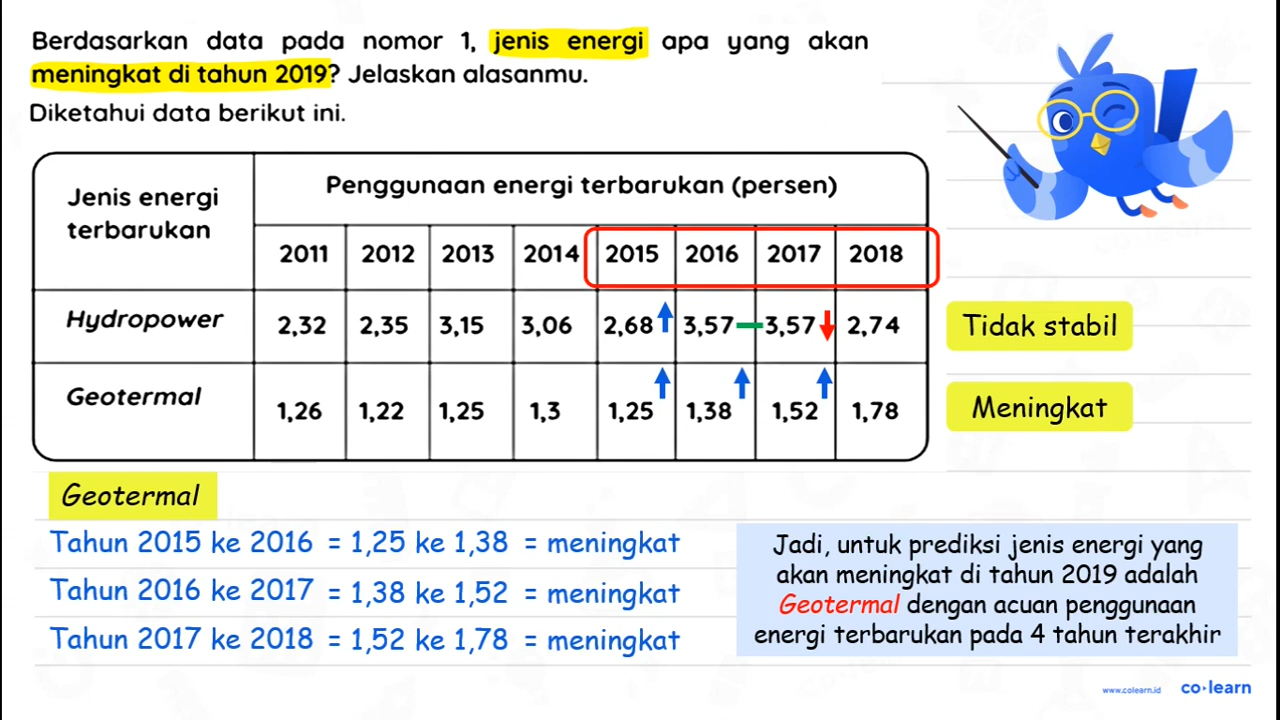 Berdasarkan data pada nomor 1, jenis energi apa yang akan
meningkat di tahun 2019? Jelaskan alasanmu.
Diketahui data berikut ini.
Jenis energi
terbarukan
Penggunaan energi terbarukan (persen)
2011 2012 2013 2014 2015 2016 2017 2018
Hydropower 2,32 2,35 3,15 3,06 2,68 3,57 3,57 2,74
Tidak stabil
Geotermal 1,26 1,22 1,25 1,3 1,25 1,38 1,52 1,78
Meningkat
Geotermal
Tahun 2015 ke 2016 = 1,25 ke 1,38 = meningkat
Tahun 2016 ke 2017 = 1,38 ke 1,52 = meningkat
Tahun 2017 ke 2018 = 1,52 ke 1,78 = meningkat
Jadi, untuk prediksi jenis energi yang
akan meningkat di tahun 2019 adalah
Geotermal dengan acuan penggunaan
energi terbarukan pada 4 tahun terakhir
www.colearn.id co·learn